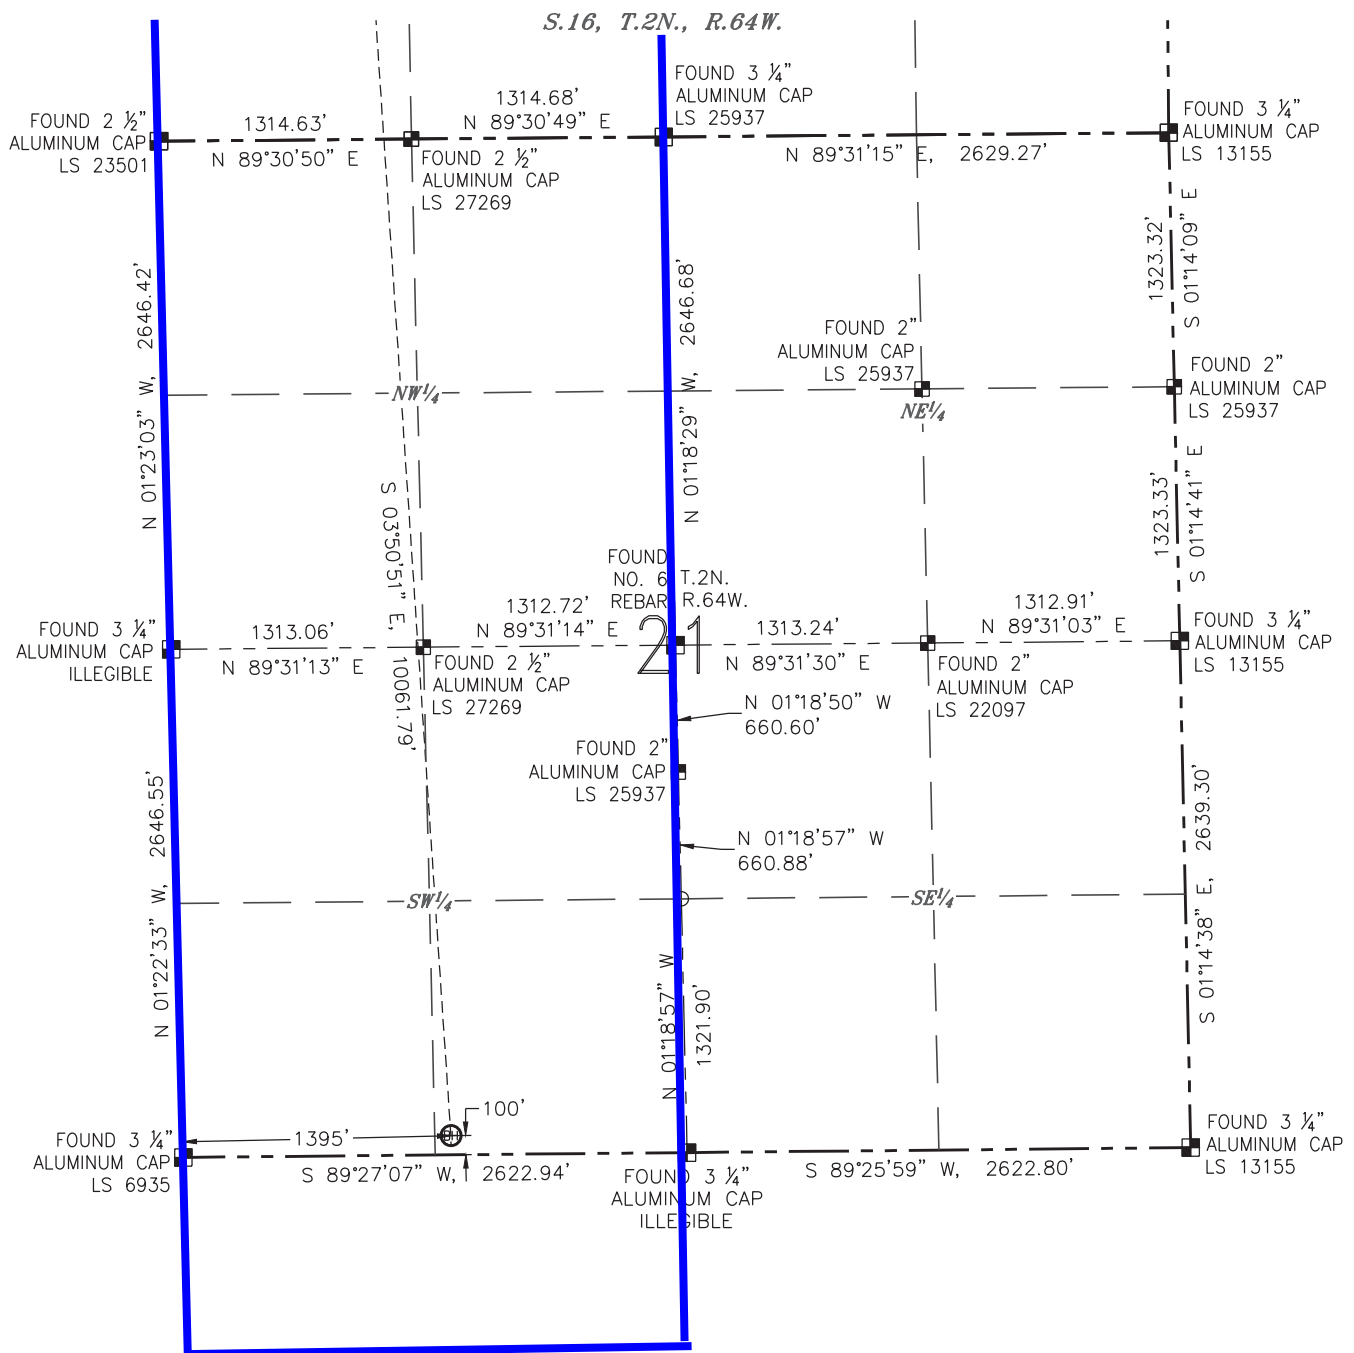 S.16, T.2N., R.64W.
FOUND 3 ¼"
ALUMINUM CAP
LS 25937
FOUND 2 ½"
ALUMINUM CAP
LS 23501
1314.63'
N 89°30'50" E
1314.68'
N 89°30'49" E
FOUND 2 ½"
ALUMINUM CAP
LS 27269
N 89°31'15" E, 2629.27'
FOUND 3 ¼"
ALUMINUM CAP
LS 13155
N 01°23'03" W, 2646.42'
N 01°18'29" W, 2646.68'
1323.32'
S 01°14'09" E
FOUND 2"
ALUMINUM CAP
LS 25937
FOUND 2"
ALUMINUM CAP
LS 25937
NW¼
NE¼
S 03°50'51" E, 10061.79'
1323.33'
S 01°14'41" E
FOUND
NO. 6 T.2N.
REBAR R.64W.
21
FOUND 3 ¼"
ALUMINUM CAP
ILLEGIBLE
1313.06'
N 89°31'13" E
1312.72'
N 89°31'14" E
FOUND 2 ½"
ALUMINUM CAP
LS 27269
1313.24'
N 89°31'30" E
1312.91'
N 89°31'03" E
FOUND 2"
ALUMINUM CAP
LS 22097
FOUND 3 ¼"
ALUMINUM CAP
LS 13155
N 01°18'50" W
660.60'
FOUND 2"
ALUMINUM CAP
LS 25937
N 01°18'57" W
660.88'
N 01°22'33" W, 2646.55'
S 01°14'38" E, 2639.30'
SW¼
SE¼
N 01°18'57" W
1321.90'
100'
1395'
FOUND 3 ¼"
ALUMINUM CAP
LS 6935
S 89°27'07" W, 2622.94'
FOUND 3 ¼"
ALUMINUM CAP
ILLEGIBLE
S 89°25'59" W, 2622.80'
FOUND 3 ¼"
ALUMINUM CAP
LS 13155